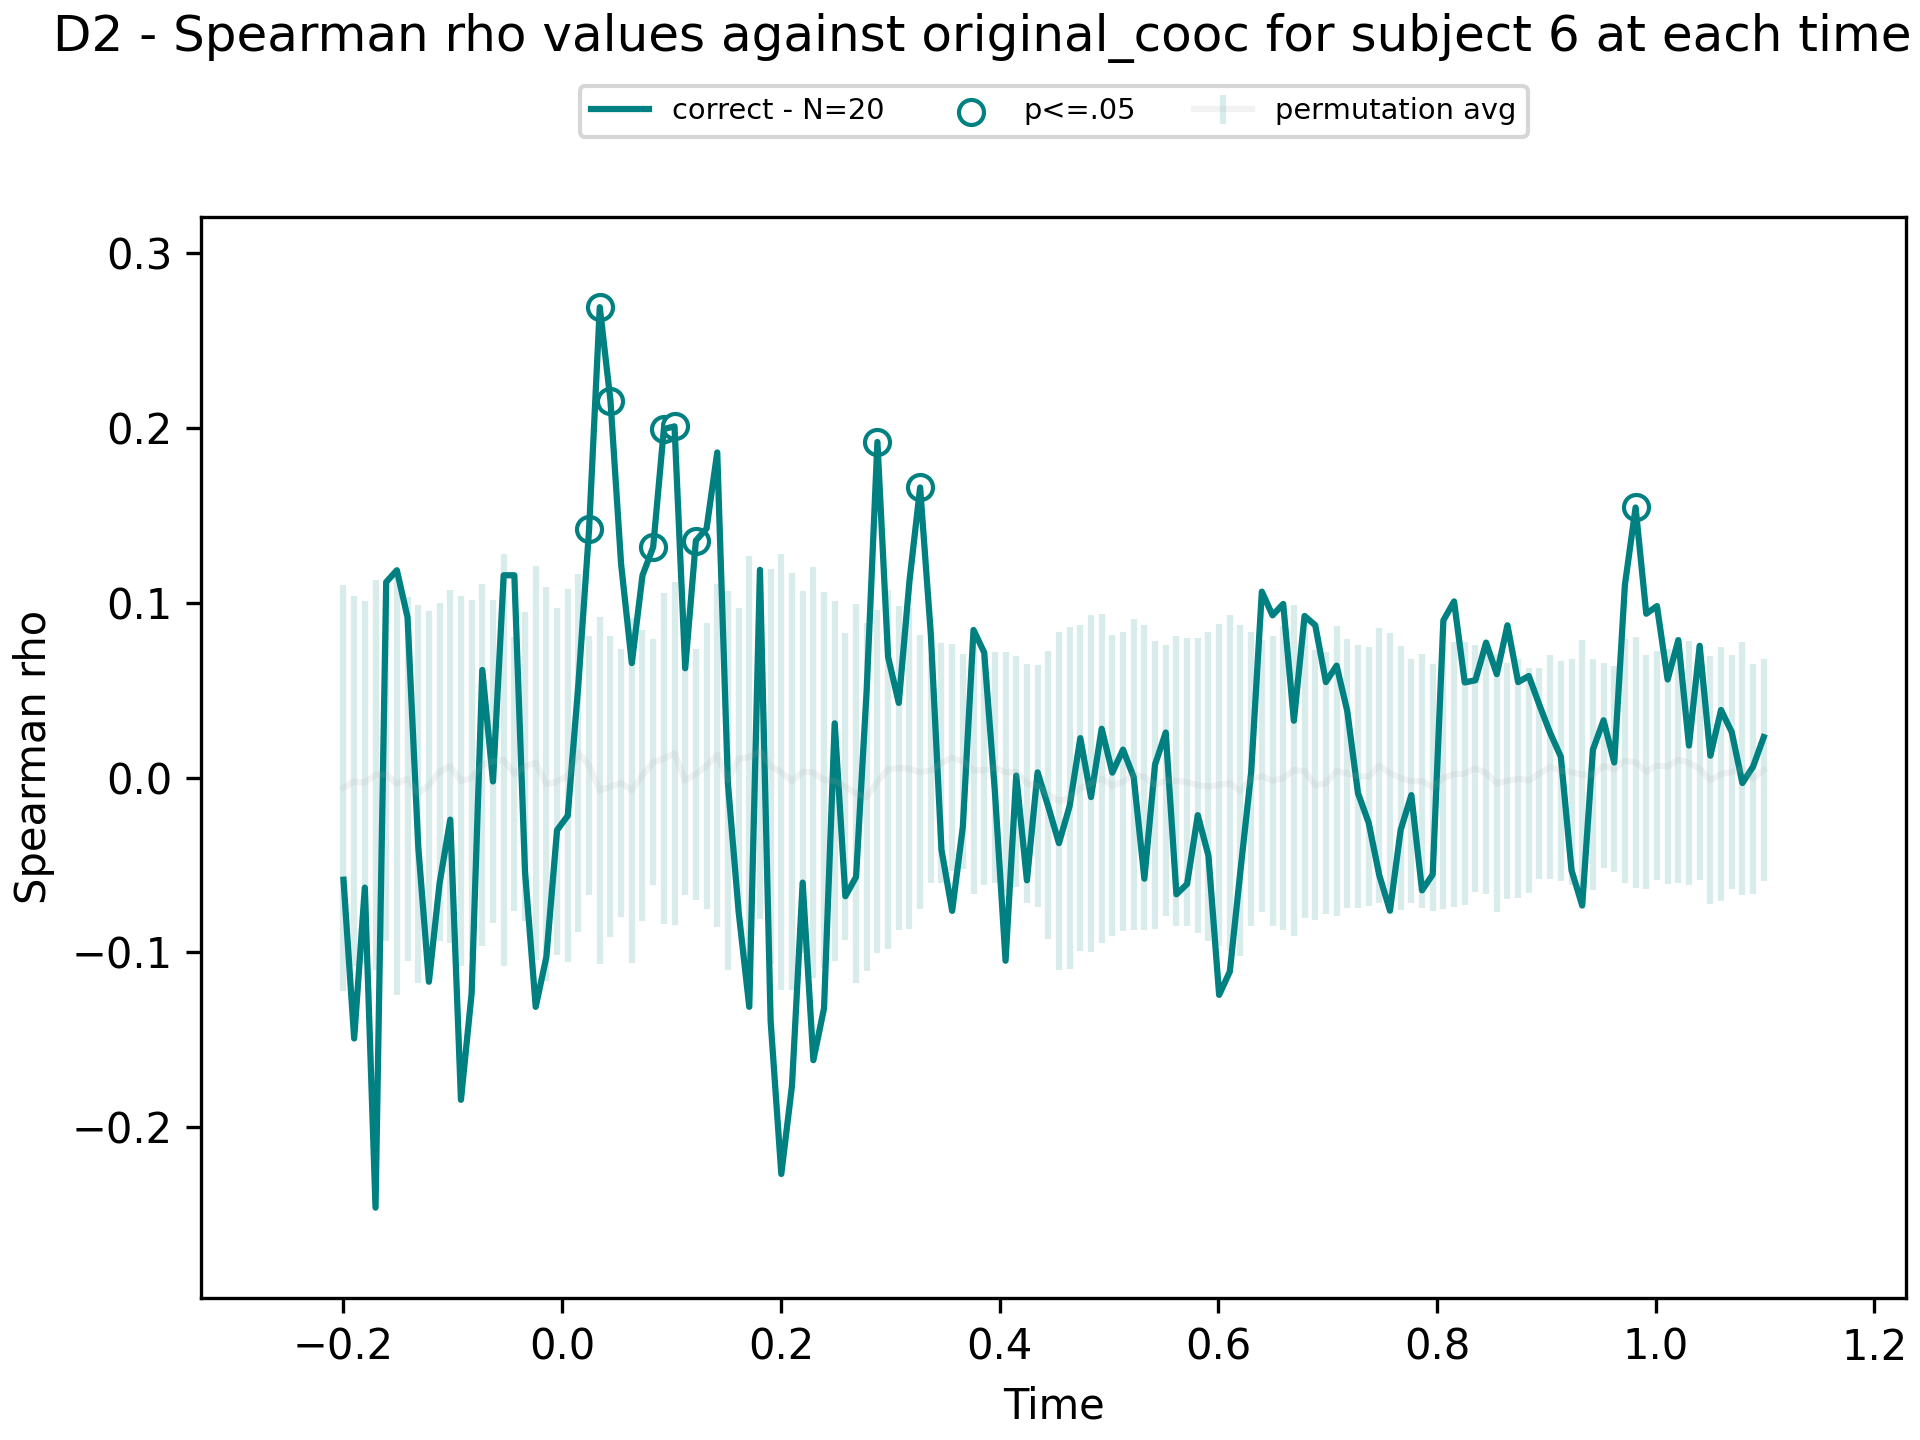 D2 - Spearman rho values against original_cooc for subject 6 at each time
correct - N=20 p<=.05 permutation avg
0.3
0.2
0.1
0.0
−0.1
−0.2
Spearman rho
−0.2 0.0 0.2 0.4 0.6 0.8 1.0 1.2
Time